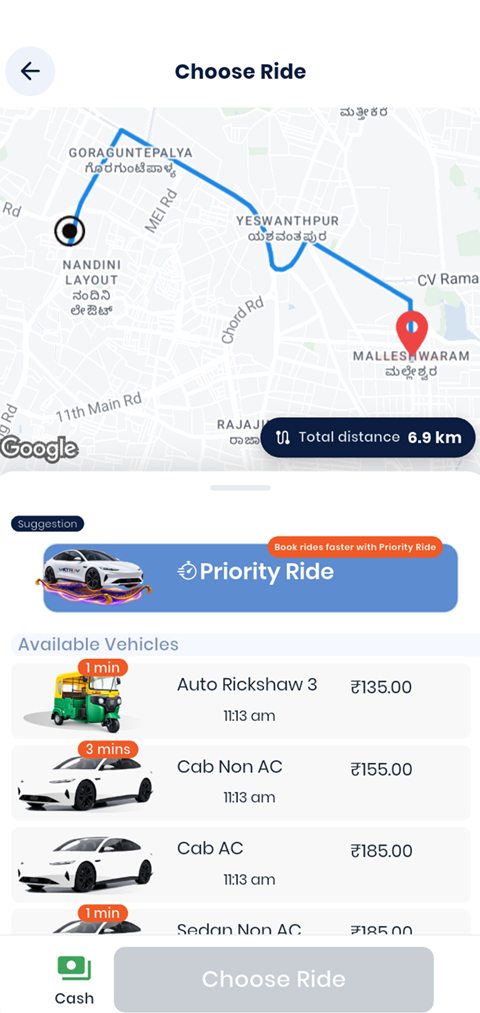 Choose Ride
ಮತ್ತೀಕೆರೆ
GORAGUNTEPALYA
ಗೊರಗುಂಟೆಪಾಳ್ಯ
Rd
MEI Rd
YESWANTHPUR
ಯಶವಂತಪುರ
NANDINI
LAYOUT
ನಂದಿನಿ
ಲೇಔಟ್
CV Rama
Chord Rd
MALLESHWARAM
ಮಲ್ಲೇಶ್ವರ
11th Main Rd
g Rd
RAJAJI
ರಾಜಾ
Total distance 6.9 km
Google
Suggestion
Book rides faster with Priority Ride
Priority Ride
Available Vehicles
1 min
Auto Rickshaw 3 ₹135.00
11:13 am
3 mins
Cab Non AC ₹155.00
11:13 am
Cab AC ₹185.00
11:13 am
1 min
Sedan Non AC ₹185.00
Cash
Choose Ride